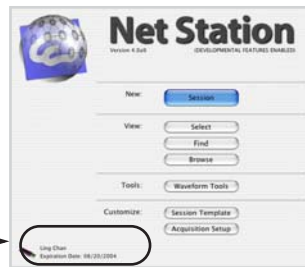 Net Station
Version 4.0a8 (DEVELOPMENTAL FEATURES ENABLED)
New: Session
View: Select
Find
Browse
Tools: Waveform Tools
Customize: Session Template
Acquisition Setup
Ling Chan
Expiration Date: 08/20/2004